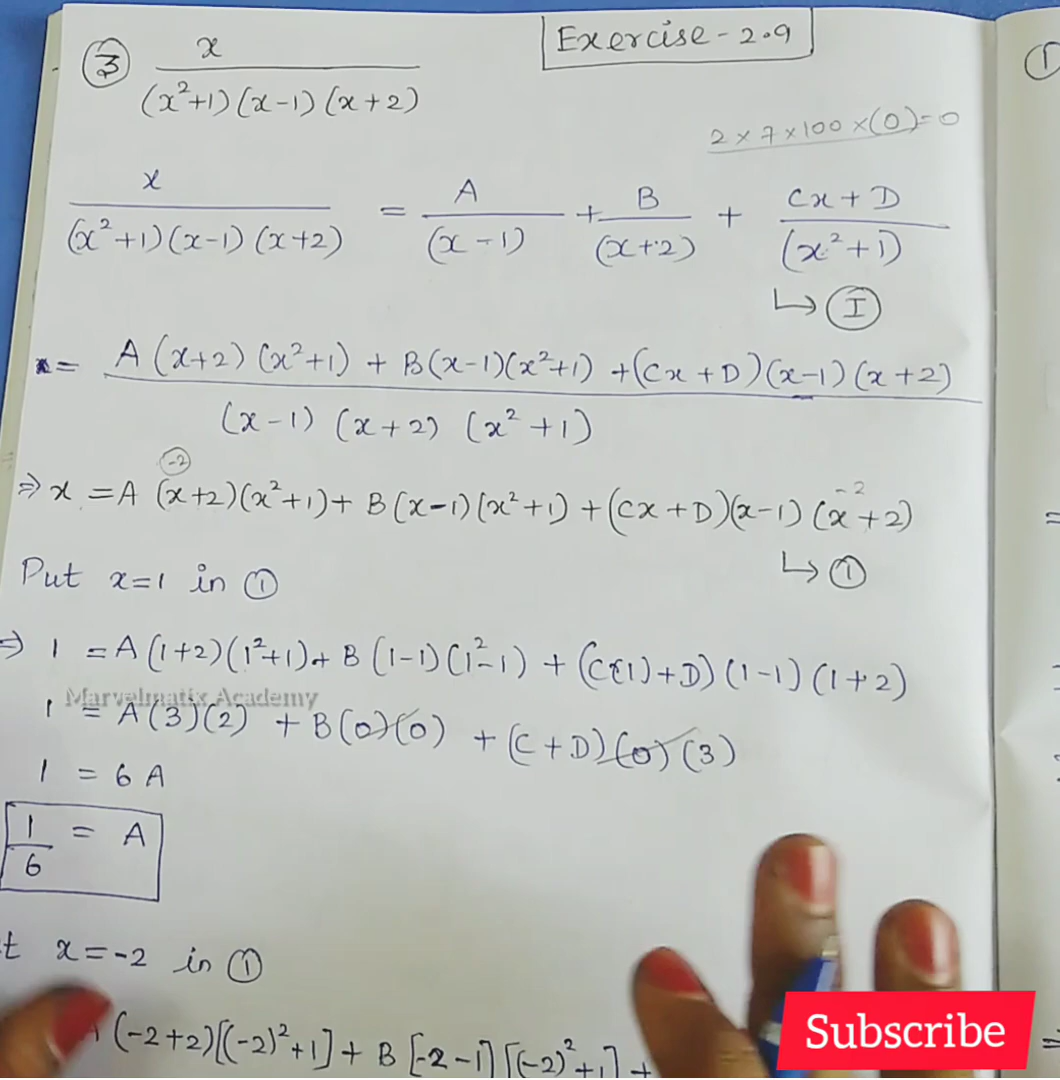 Exercise - 2.9
③ x / (x²+1)(x-1)(x+2)
2 × 7 × 100 × (0) = 0
x / (x²+1)(x-1)(x+2) = A / (x-1) + B / (x+2) + Cx + D / (x²+1)
↳ Ⓘ
= A(x+2)(x²+1) + B(x-1)(x²+1) + (Cx+D)(x-1)(x+2) / (x-1)(x+2)(x²+1)
-2
-2
⇒ x = A(x+2)(x²+1) + B(x-1)(x²+1) + (Cx+D)(x-1)(x+2)
↳ ①
Put x=1 in ①
⇒ 1 = A(1+2)(1²+1) + B(1-1)(1²-1) + (C(1)+D)(1-1)(1+2)
Marvelmatix Academy
1 = A(3)(2) + B(0)(0) + (C+D)(0)(3)
1 = 6A
1/6 = A
t x=-2 in ①
(-2+2)[(-2)²+1] + B[-2-1][(-2)²+1] +
Subscribe